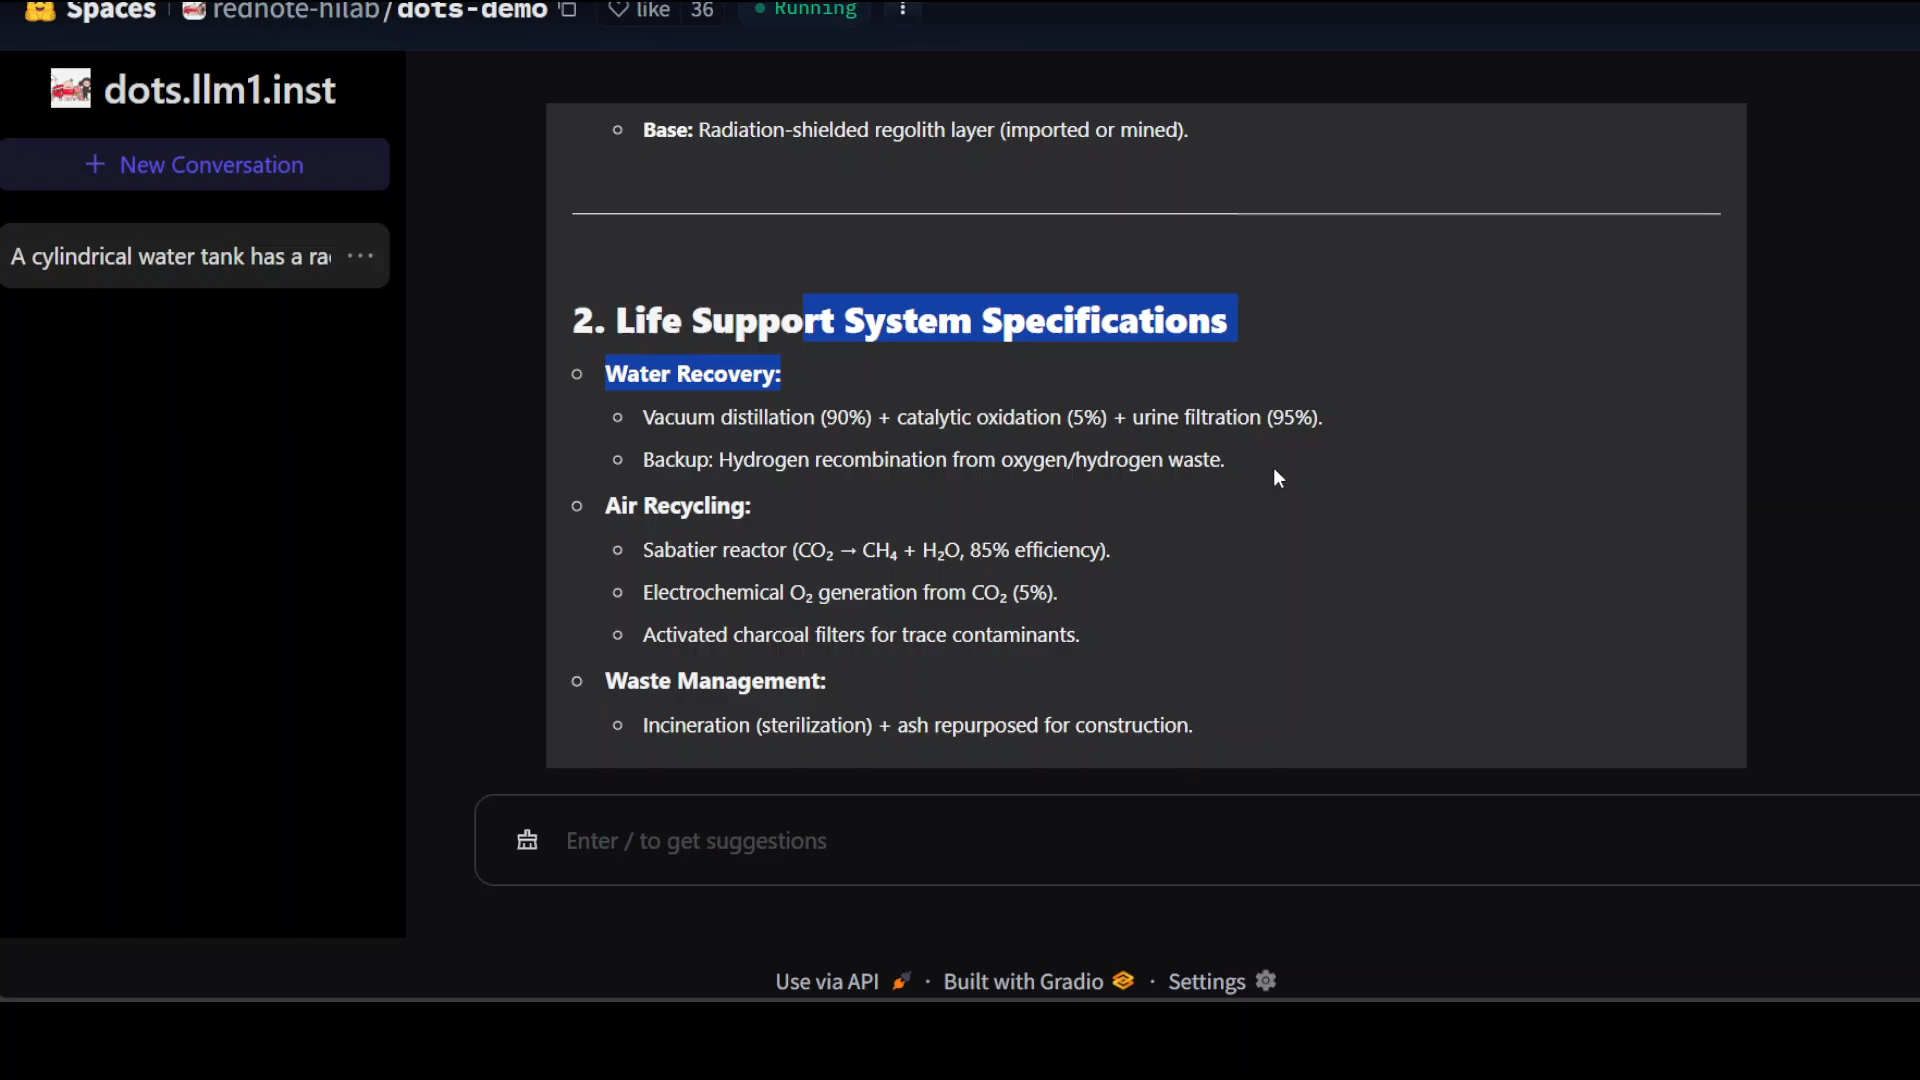 Spaces rednote-hilab/dots-demo like 36 Running
dots.llm1.inst
New Conversation
A cylindrical water tank has a ra ...
Base: Radiation-shielded regolith layer (imported or mined).
2. Life Support System Specifications
Water Recovery:
Vacuum distillation (90%) + catalytic oxidation (5%) + urine filtration (95%).
Backup: Hydrogen recombination from oxygen/hydrogen waste.
Air Recycling:
Sabatier reactor (CO₂ → CH₄ + H₂O, 85% efficiency).
Electrochemical O₂ generation from CO₂ (5%).
Activated charcoal filters for trace contaminants.
Waste Management:
Incineration (sterilization) + ash repurposed for construction.
Enter / to get suggestions
Use via API · Built with Gradio · Settings